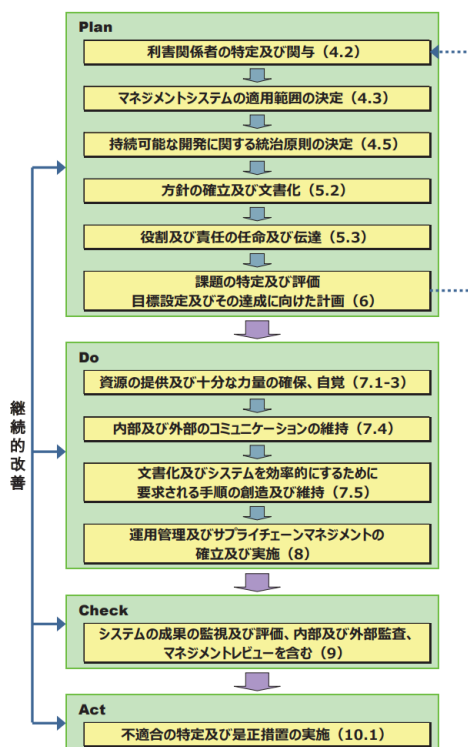 Plan
利害関係者の特定及び関与（4.2）
マネジメントシステムの適用範囲の決定（4.3）
持続可能な開発に関する統治原則の決定（4.5）
方針の確立及び文書化（5.2）
役割及び責任の任命及び伝達（5.3）
課題の特定及び評価
目標設定及びその達成に向けた計画（6）
Do
資源の提供及び十分な力量の確保、自覚（7.1-3）
内部及び外部のコミュニケーションの維持（7.4）
文書化及びシステムを効率的にするために
要求される手順の創造及び維持（7.5）
運用管理及びサプライチェーンマネジメントの
確立及び実施（8）
Check
システムの成果の監視及び評価、内部及び外部監査、
マネジメントレビューを含む（9）
Act
不適合の特定及び是正措置の実施（10.1）
継続的改善